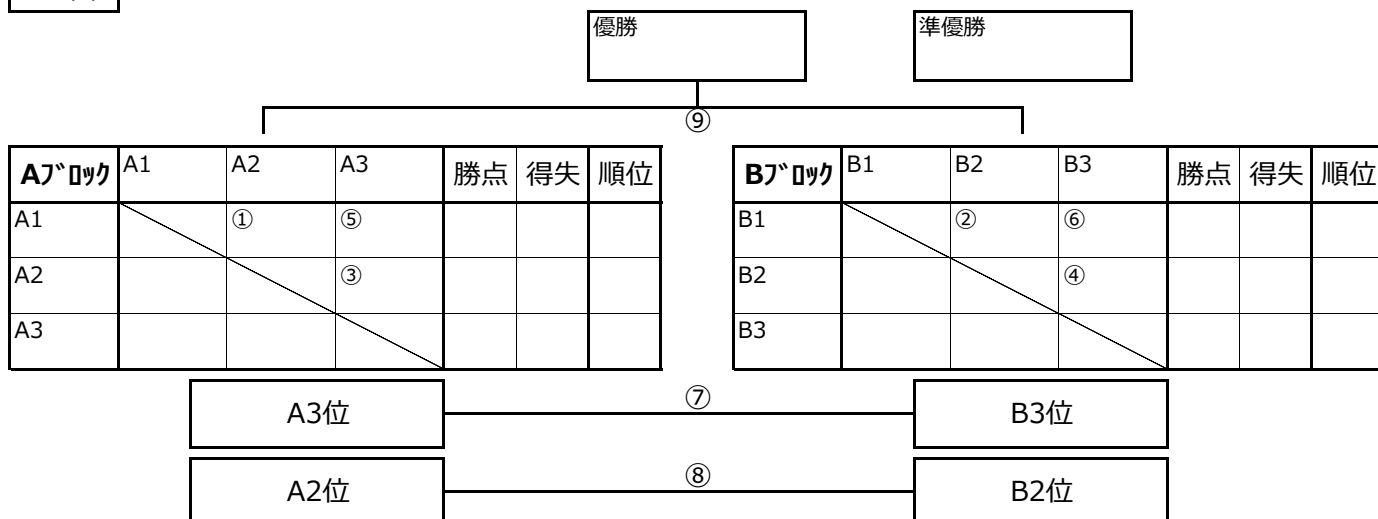 優勝
準優勝
⑨
Aﾌﾞﾛｯｸ A1 A2 A3 勝点 得失 順位
A1 ① ⑤
A2 ③
A3
Bﾌﾞﾛｯｸ B1 B2 B3 勝点 得失 順位
B1 ② ⑥
B2 ④
B3
A3位 ⑦ B3位
A2位 ⑧ B2位